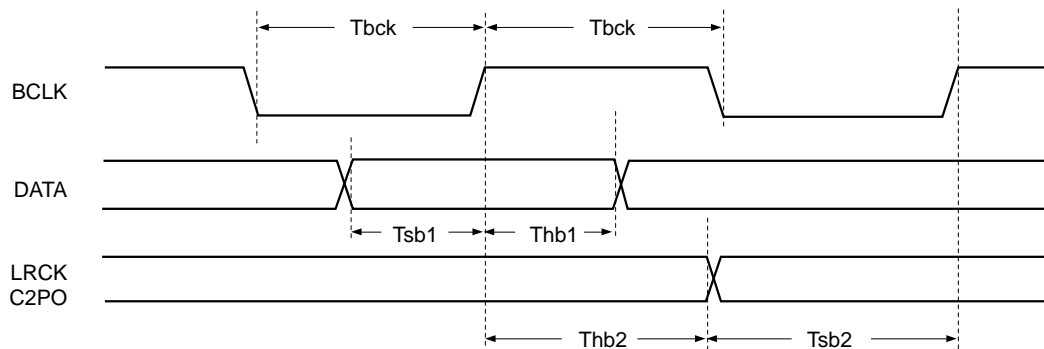 Tbck Tbck
BCLK
DATA
Tsb1 Thb1
LRCK
C2PO
Thb2 Tsb2